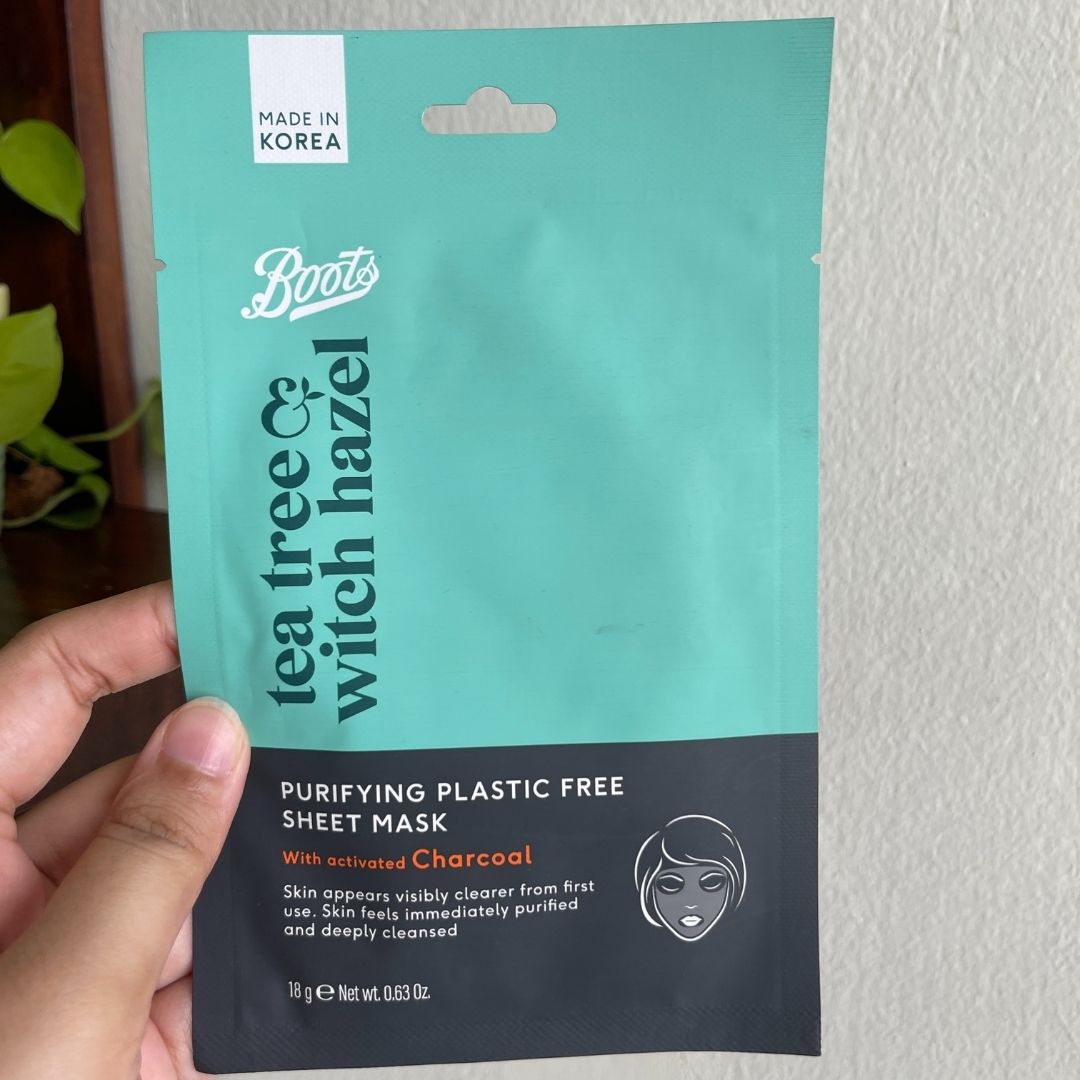 MADE IN
KOREA
Boots
tea tree &
witch hazel
PURIFYING PLASTIC FREE
SHEET MASK
With activated Charcoal
Skin appears visibly clearer from first
use. Skin feels immediately purified
and deeply cleansed
18 g ℮ Net wt. 0.63 Oz.